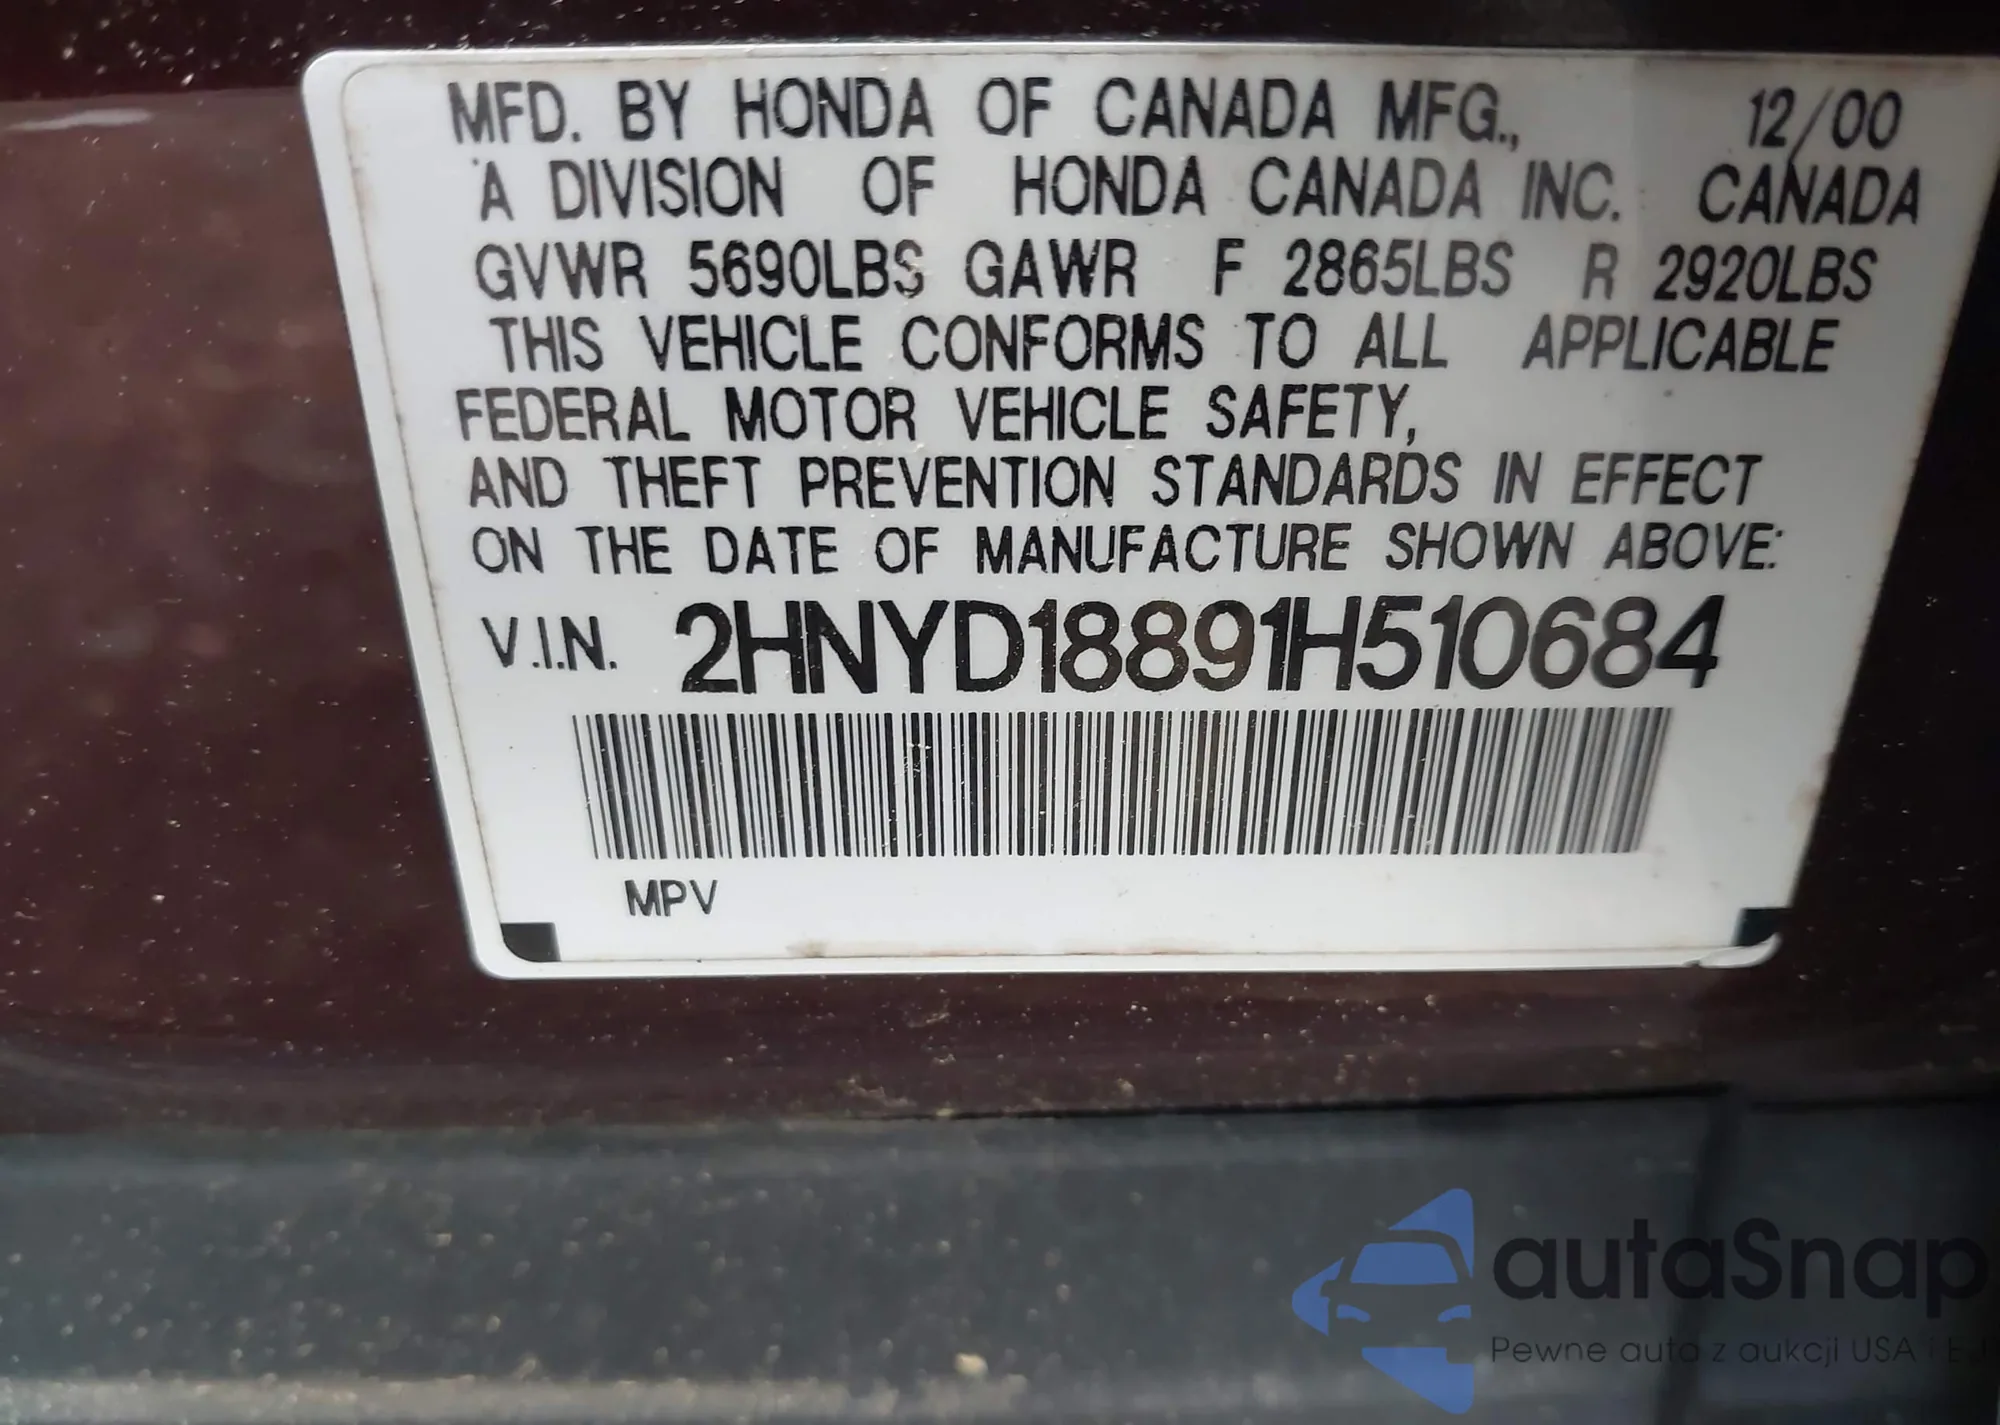 MFD. BY HONDA OF CANADA MFG., 12/00
A DIVISION OF HONDA CANADA INC. CANADA
GVWR 5690LBS GAWR F 2865LBS R 2920LBS
THIS VEHICLE CONFORMS TO ALL APPLICABLE
FEDERAL MOTOR VEHICLE SAFETY,
AND THEFT PREVENTION STANDARDS IN EFFECT
ON THE DATE OF MANUFACTURE SHOWN ABOVE:
V.I.N. 2HNYD18891H510684
MPV
autaSnap
Pewne auta z aukcji USA i